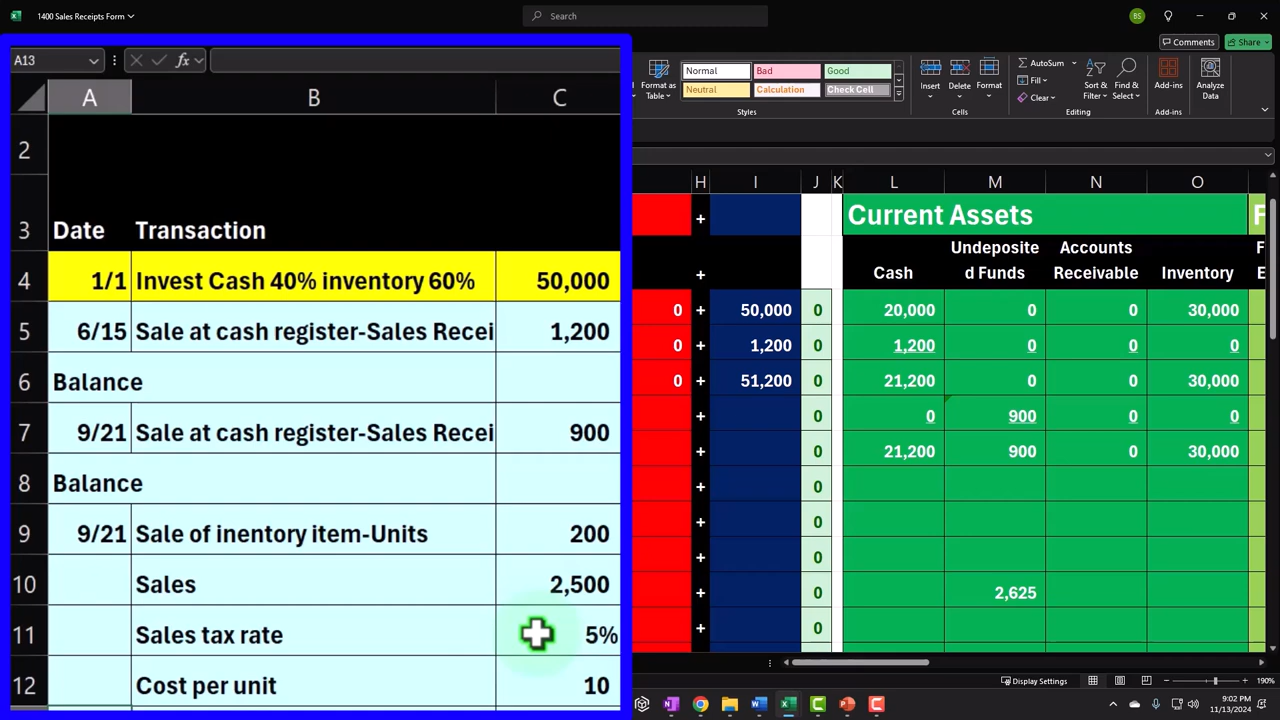 1400 Sales Receipts Form
Search
BS
Comments
Share
A13
fx
Format as
Table
Normal
Bad
Good
Neutral
Calculation
Check Cell
Styles
Insert
Delete
Format
Cells
AutoSum
Fill
Clear
Sort &
Filter
Find &
Select
Editing
Add-ins
Add-ins
Analyze
Data
A B C
2
3 Date Transaction
4 1/1 Invest Cash 40% inventory 60% 50,000
5 6/15 Sale at cash register-Sales Recei 1,200
6 Balance
7 9/21 Sale at cash register-Sales Recei 900
8 Balance
9 9/21 Sale of inentory item-Units 200
10 Sales 2,500
11 Sales tax rate 5%
12 Cost per unit 10
H I J K L M N O
+ Current Assets F
Undeposite Accounts F
+ Cash d Funds Receivable Inventory E
0 + 50,000 0 20,000 0 0 30,000
0 + 1,200 0 1,200 0 0 0
0 + 51,200 0 21,200 0 0 30,000
+ 0 0 900 0 0
+ 0 21,200 900 0 30,000
+ 0
+ 0
+ 0
+ 0 2,625
+ 0
Display Settings
190%
9:02 PM
11/13/2024